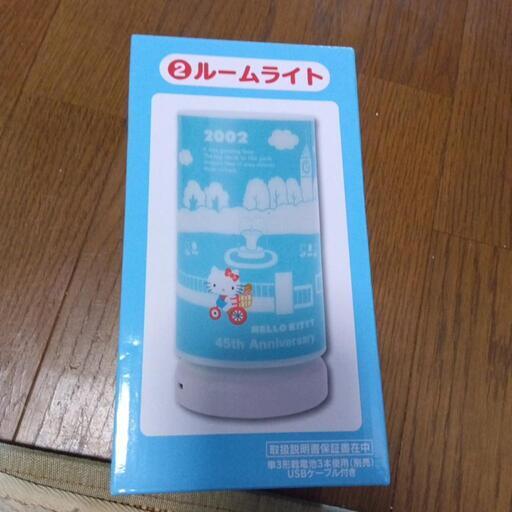 ②ルームライト
2002
HELLO KITTY
45th Anniversary
取扱説明書保証書在中
単3形乾電池3本使用(別売)
USBケーブル付き